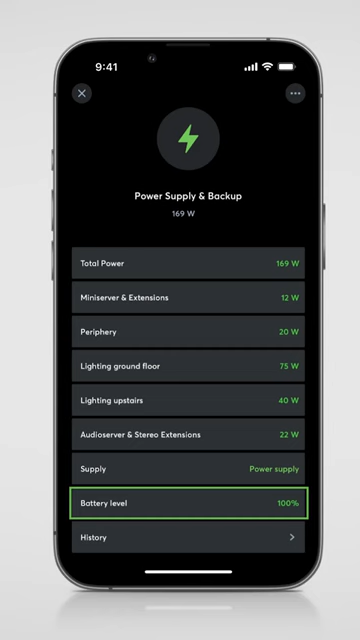 9:41
Power Supply & Backup
169 W
Total Power 169 W
Miniserver & Extensions 12 W
Periphery 20 W
Lighting ground floor 75 W
Lighting upstairs 40 W
Audioserver & Stereo Extensions 22 W
Supply Power supply
Battery level 100%
History